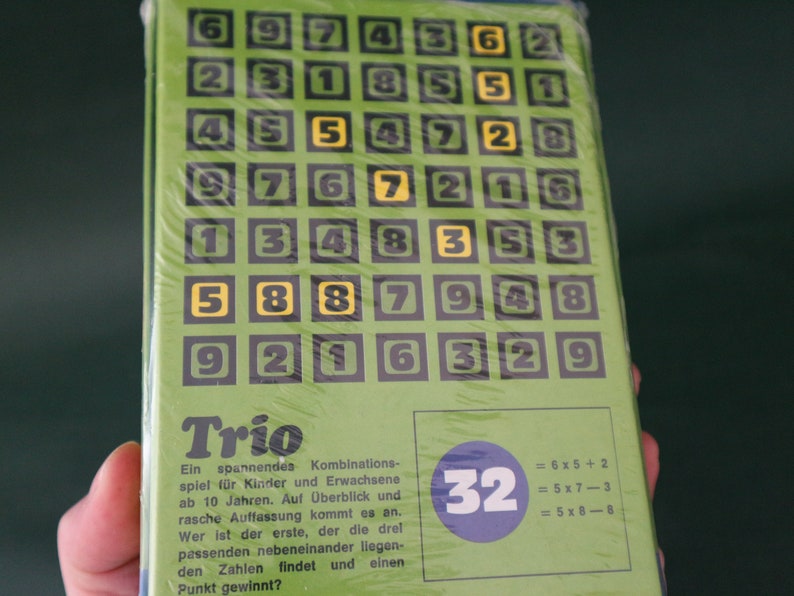 6 9 7 4 3 6 2
2 3 1 8 5 5 1
4 5 5 4 7 2 8
9 7 6 7 2 1 6
1 3 4 8 3 5 3
5 8 8 7 9 4 8
9 2 1 6 3 2 9
Trio
Ein spannendes Kombinations-
spiel für Kinder und Erwachsene
ab 10 Jahren. Auf Überblick und
rasche Auffassung kommt es an.
Wer ist der erste, der die drei
passenden nebeneinander liegen-
den Zahlen findet und einen
Punkt gewinnt?
32
= 6 x 5 + 2
= 5 x 7 — 3
= 5 x 8 — 8